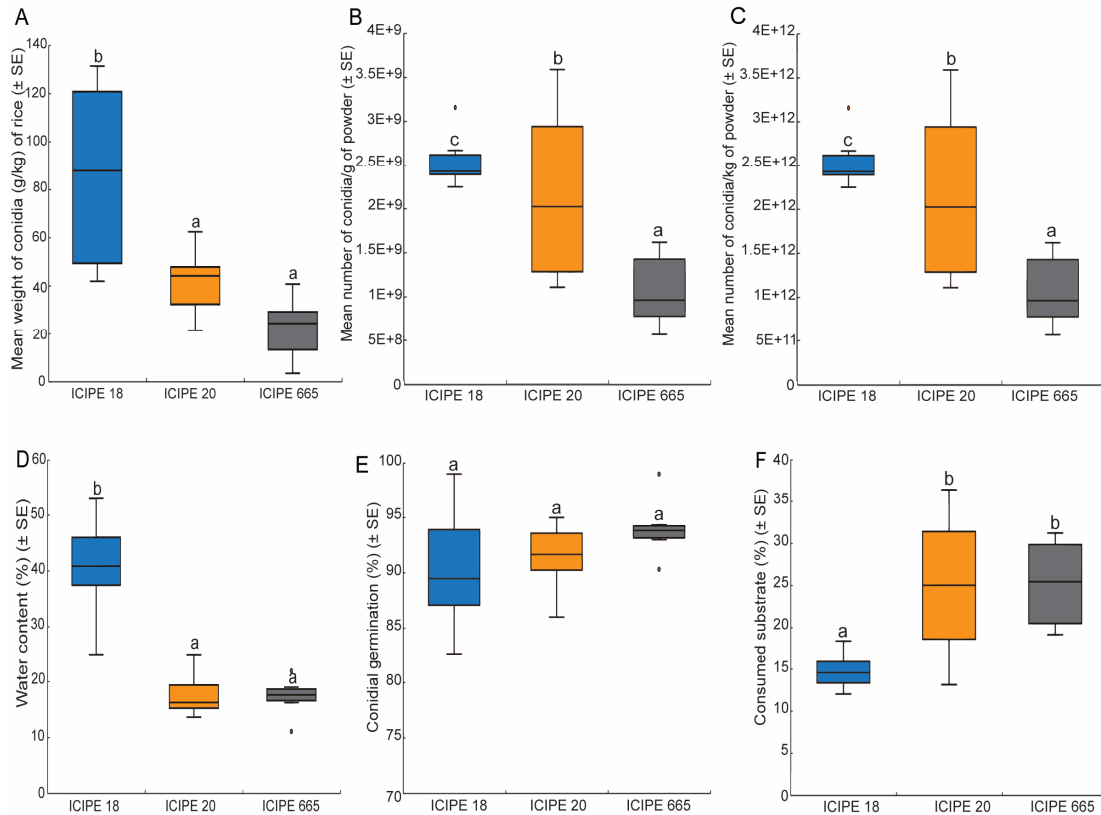 A
Mean weight of conidia (g/kg) of rice (± SE)
140
120
100
80
60
40
20
0
b
a
a
ICIPE 18
ICIPE 20
ICIPE 665
B
Mean number of conidia/g of powder (± SE)
4E+9
3.5E+9
3E+9
2.5E+9
2E+9
1.5E+9
1E+9
5E+8
0
c
b
a
ICIPE 18
ICIPE 20
ICIPE 665
C
Mean number of conidia/kg of powder (± SE)
4E+12
3.5E+12
3E+12
2.5E+12
2E+12
1.5E+12
1E+12
5E+11
0
c
b
a
ICIPE 18
ICIPE 20
ICIPE 665
D
Water content (%) (± SE)
60
50
40
30
20
10
0
b
a
a
ICIPE 18
ICIPE 20
ICIPE 665
E
Conidial germination (%) (± SE)
100
95
90
85
80
75
70
a
a
a
ICIPE 18
ICIPE 20
ICIPE 665
F
Consumed substrate (%) (± SE)
40
35
30
25
20
15
10
5
0
a
b
b
ICIPE 18
ICIPE 20
ICIPE 665